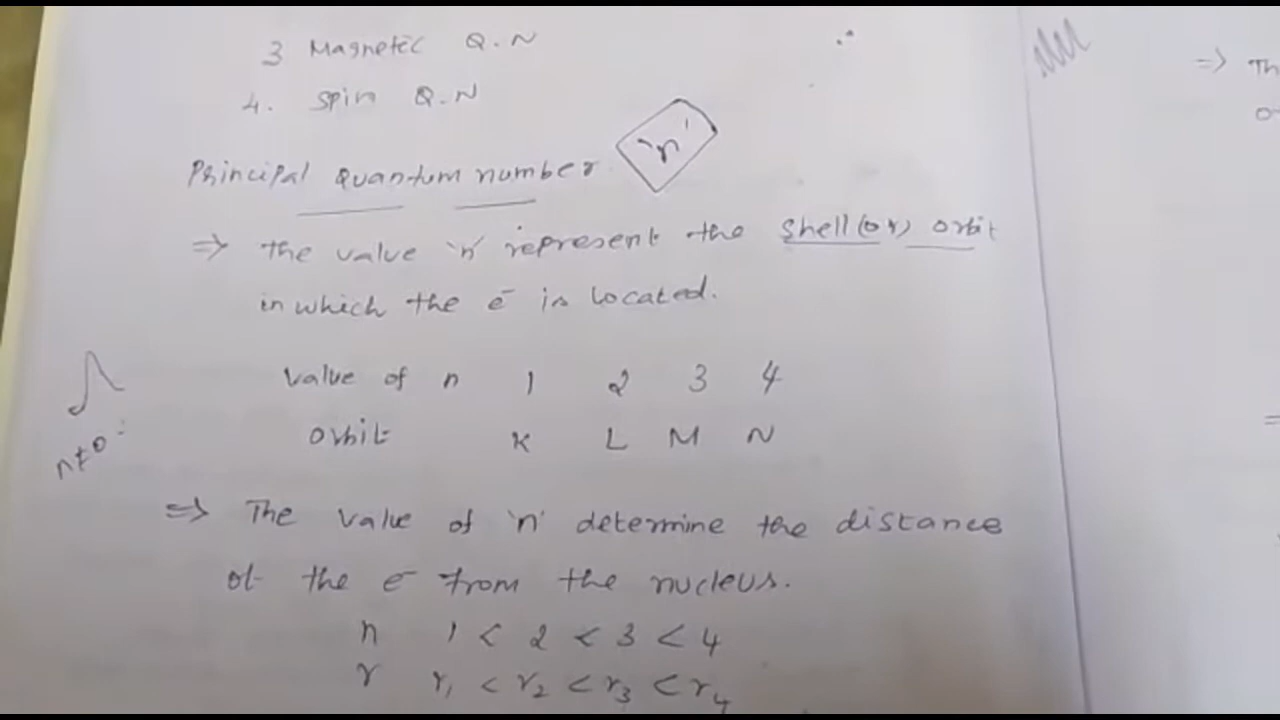 3 Magnetic Q.N
4. Spin Q.N
Principal Quantum number 'n'
⇒ the value 'n' represent the shell (or) orbit
in which the e⁻ is located.
value of n 1 2 3 4
orbit K L M N
n≠0
⇒ The value of 'n' determine the distance
of the e⁻ from the nucleus.
n 1 < 2 < 3 < 4
r r₁ < r₂ < r₃ < r₄
⇒ Th